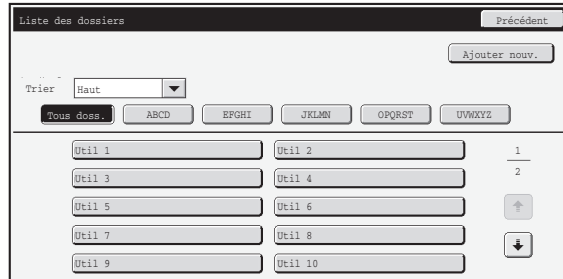 Liste des dossiers Précédent
Ajouter nouv.
Trier Haut
Tous doss. ABCD EFGHI JKLMN OPQRST UVWXYZ
Util 1 Util 2 1
Util 3 Util 4 2
Util 5 Util 6
Util 7 Util 8
Util 9 Util 10